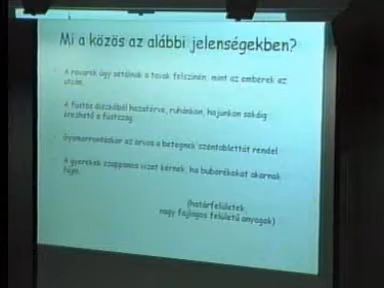 Mi a közös az alábbi jelenségekben?
A rovarok úgy sétálnak a tavak felszínén, mint az emberek az
utcán.
A füstös diszkóból hazatérve, ruhánkon, hajunkon sokáig
érezhető a füstszag.
Gyomorrontáskor az orvos a betegnek széntablettát rendel.
A gyerekek szappanos vizet kérnek, ha buborékokat akarnak
fújni.
(határfelületek,
nagy fajlagos felületű anyagok)